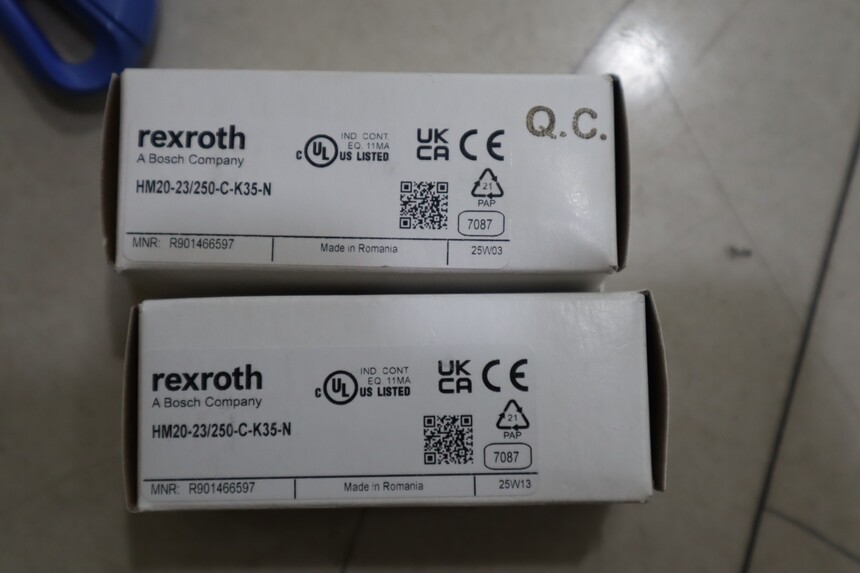 rexroth
A Bosch Company
HM20-23/250-C-K35-N
C UL US LISTED
IND. CONT.
EQ. 11MA
UK
CA
CE
Q.C.
21
PAP
7087
MNR: R901466597
Made in Romania
25W03
rexroth
A Bosch Company
HM20-23/250-C-K35-N
C UL US LISTED
IND. CONT.
EQ. 11MA
UK
CA
CE
21
PAP
7087
MNR: R901466597
Made in Romania
25W13